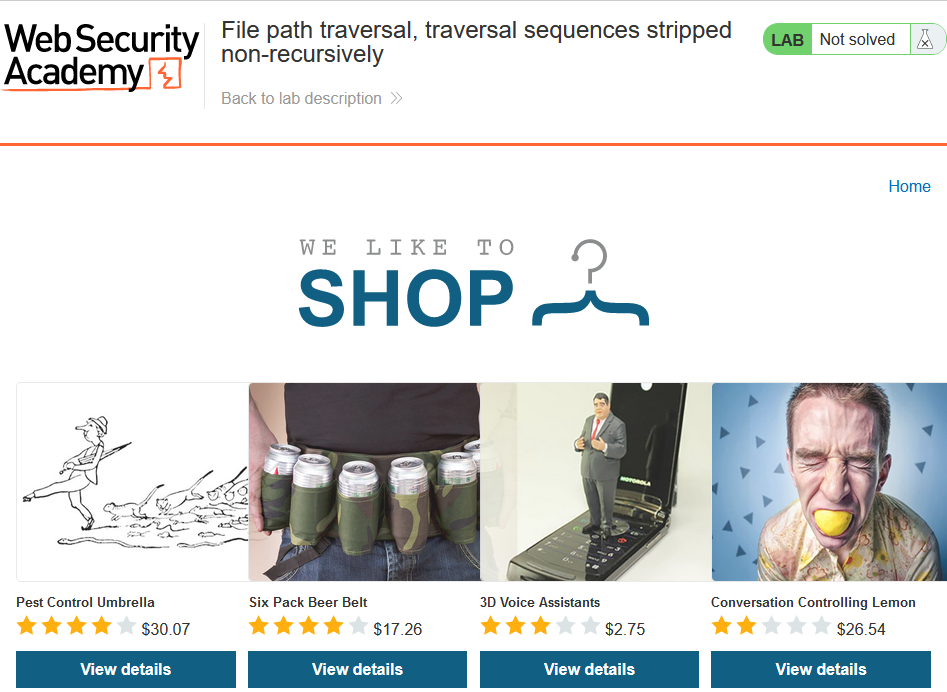 Web Security
Academy
File path traversal, traversal sequences stripped
non-recursively
Back to lab description
LAB Not solved
Home
WE LIKE TO
SHOP
MOTOROLA
Pest Control Umbrella
Six Pack Beer Belt
3D Voice Assistants
Conversation Controlling Lemon
$30.07
$17.26
$2.75
$26.54
View details
View details
View details
View details